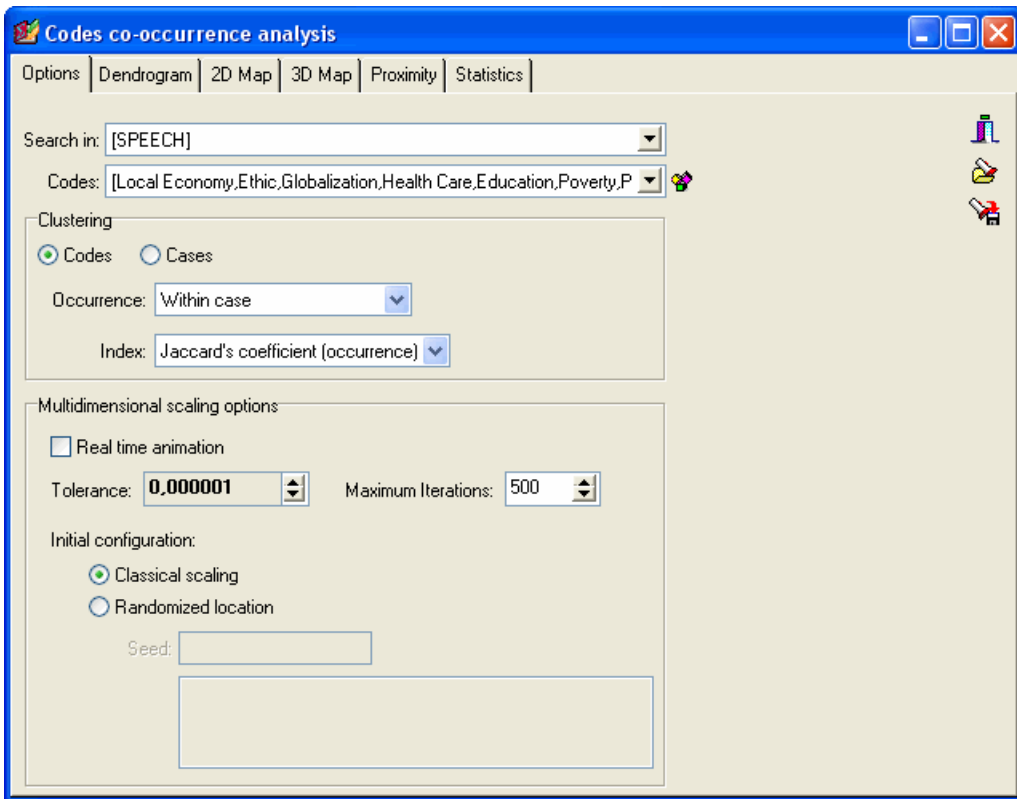 Codes co-occurrence analysis
Options Dendrogram 2D Map 3D Map Proximity Statistics
Search in: [SPEECH]
Codes: [Local Economy,Ethic,Globalization,Health Care,Education,Poverty,P
Clustering
Codes Cases
Occurrence: Within case
Index: Jaccard's coefficient (occurrence)
Multidimensional scaling options
Real time animation
Tolerance: 0,000001 Maximum Iterations: 500
Initial configuration:
Classical scaling
Randomized location
Seed: